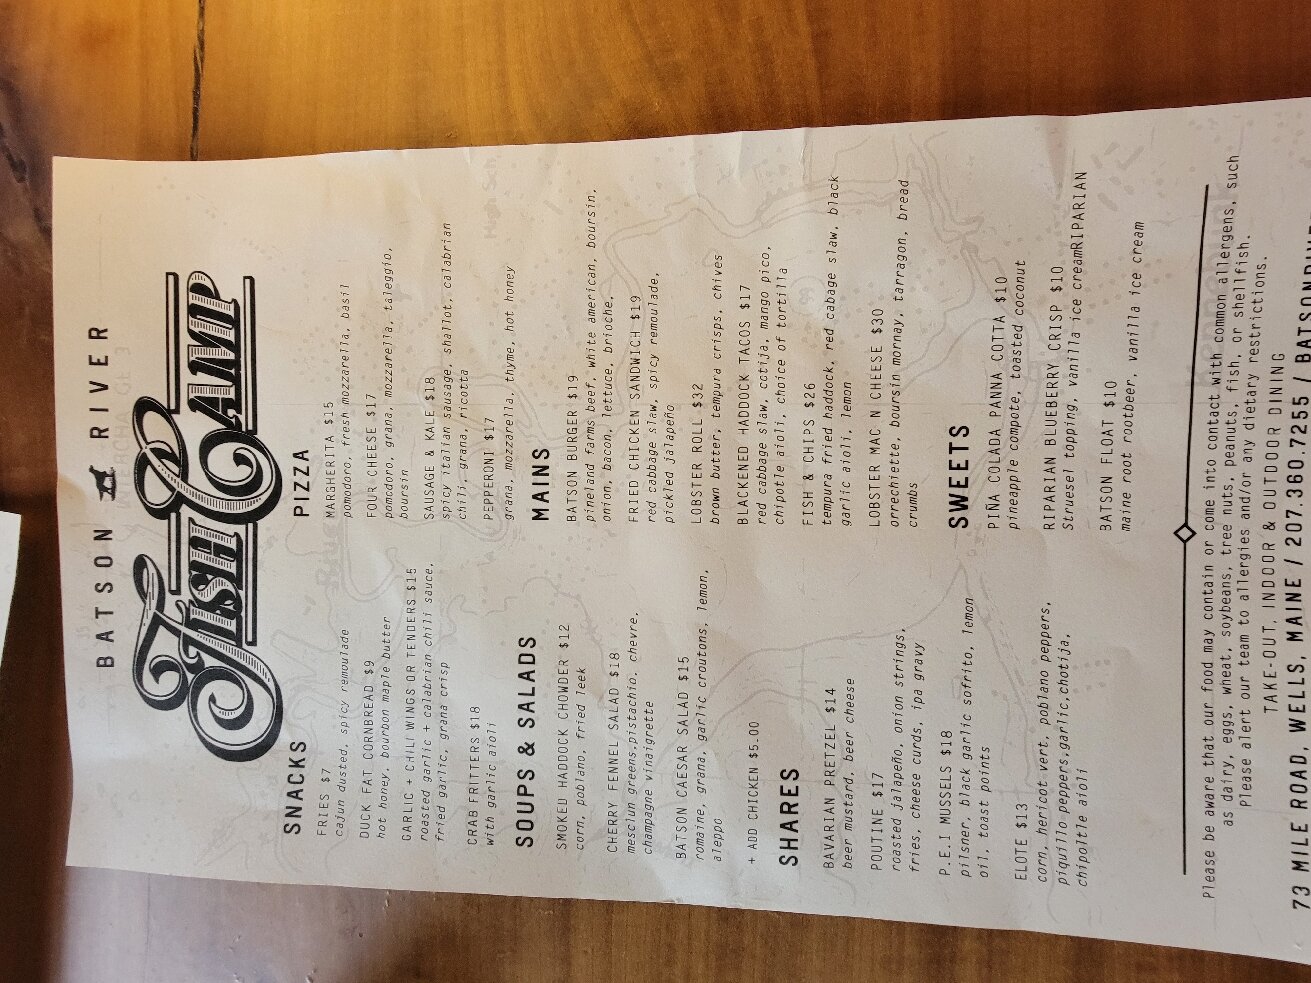 BATSON RIVER
FISH CAMP
SNACKS
FRIES $7
cajun dusted, spicy remoulade
DUCK FAT CORNBREAD $9
hot honey, bourbon maple butter
GARLIC + CHILI WINGS OR TENDERS $15
roasted garlic + calabrian chili sauce,
fried garlic, grana crisp
CRAB FRITTERS $18
with garlic aioli
SOUPS & SALADS
SMOKED HADDOCK CHOWDER $12
corn, poblano, fried leek
CHERRY FENNEL SALAD $18
mesclun greens,pistachio, chevre,
champagne vinaigrette
BATSON CAESAR SALAD $15
romaine, grana, garlic croutons, lemon,
aleppo
+ ADD CHICKEN $5.00
SHARES
BAVARIAN PRETZEL $14
beer mustard, beer cheese
POUTINE $17
roasted jalapeño, onion strings,
fries, cheese curds, ipa gravy
P.E.I MUSSELS $18
pilsner, black garlic sofrito, lemon
oil, toast points
ELOTE $13
corn, hericot vert, poblano peppers,
piquillo peppers,garlic,chotija,
chipoltle aioli
PIZZA
MARGHERITA $15
pomodoro, fresh mozzarella, basil
FOUR CHEESE $17
pomodoro, grana, mozzarella, taleggio,
boursin
SAUSAGE & KALE $18
spicy italian sausage, shallot, calabrian
chili, grana, ricotta
PEPPERONI $17
grana, mozzarella, thyme, hot honey
MAINS
BATSON BURGER $19
pineland farms beef, white american, boursin,
onion, bacon, lettuce, brioche,
FRIED CHICKEN SANDWICH $19
red cabbage slaw, spicy remoulade,
pickled jalapeño
LOBSTER ROLL $32
brown butter, tempura crisps, chives
BLACKENED HADDOCK TACOS $17
red cabbage slaw, cotija, mango pico,
chipotle aioli, choice of tortilla
FISH & CHIPS $26
tempura fried haddock, red cabage slaw, black
garlic aioli, lemon
LOBSTER MAC N CHEESE $30
orrechiette, boursin mornay, tarragon, bread
crumbs
SWEETS
PIÑA COLADA PANNA COTTA $10
pineapple compote, toasted coconut
RIPARIAN BLUEBERRY CRISP $10
Struesel topping, vanilla ice creamRIPARIAN
BATSON FLOAT $10
maine root rootbeer, vanilla ice cream
Please be aware that our food may contain or come into contact with common allergens, such
as dairy, eggs, wheat, soybeans, tree nuts, peanuts, fish, or shellfish.
Please alert our team to allergies and/or any dietary restrictions.
TAKE-OUT, INDOOR & OUTDOOR DINING
73 MILE ROAD, WELLS, MAINE / 207.360.7255 /